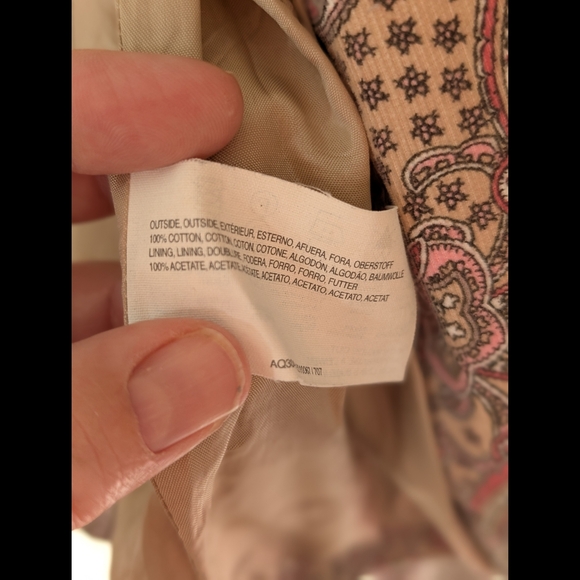 OUTSIDE, OUTSIDE, EXTÉRIEUR, ESTERNO, AFUERA, FORA, OBERSTOFF
100% COTTON, COTTON, COTON, COTONE, ALGODÓN, ALGODÃO, BAUMWOLLE
LINING, LINING, DOUBLURE, FODERA, FORRO, FORRO, FUTTER
100% ACETATE, ACETATE, ACETATE, ACETATO, ACETATO, ACETATO, ACETAT